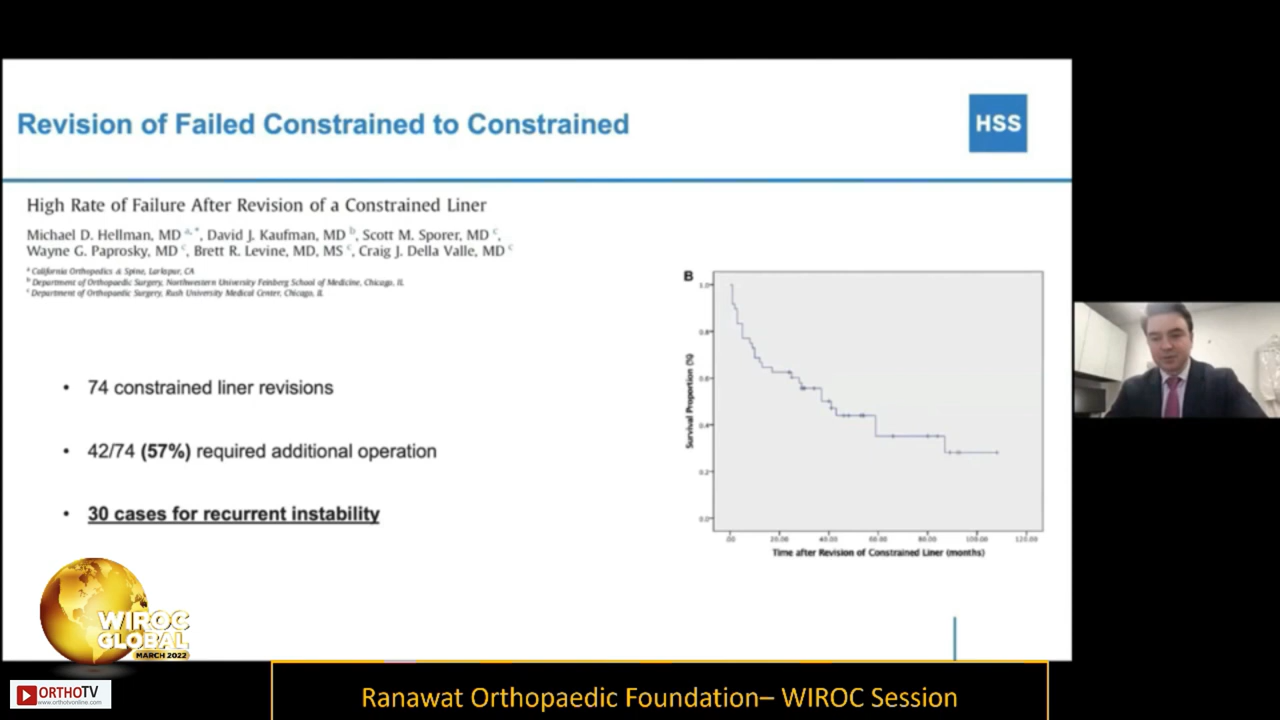 Revision of Failed Constrained to Constrained
HSS
High Rate of Failure After Revision of a Constrained Liner
Michael D. Hellman, MD a, *, David J. Kaufman, MD b, Scott M. Sporer, MD c,
Wayne G. Paprosky, MD c, Brett R. Levine, MD, MS c, Craig J. Della Valle, MD c
a California Orthopedics & Spine, Larkspur, CA
b Department of Orthopaedic Surgery, Northwestern University Feinberg School of Medicine, Chicago, IL
c Department of Orthopaedic Surgery, Rush University Medical Center, Chicago, IL
• 74 constrained liner revisions
• 42/74 (57%) required additional operation
• 30 cases for recurrent instability
B
Survival Proportion (%)
1.0
0.8
0.6
0.4
0.2
0.0
.00 20.00 40.00 60.00 80.00 100.00 120.00
Time after Revision of Constrained Liner (months)
WIROC
GLOBAL
MARCH 2022
ORTHOTV
www.orthotvonline.com
Ranawat Orthopaedic Foundation– WIROC Session